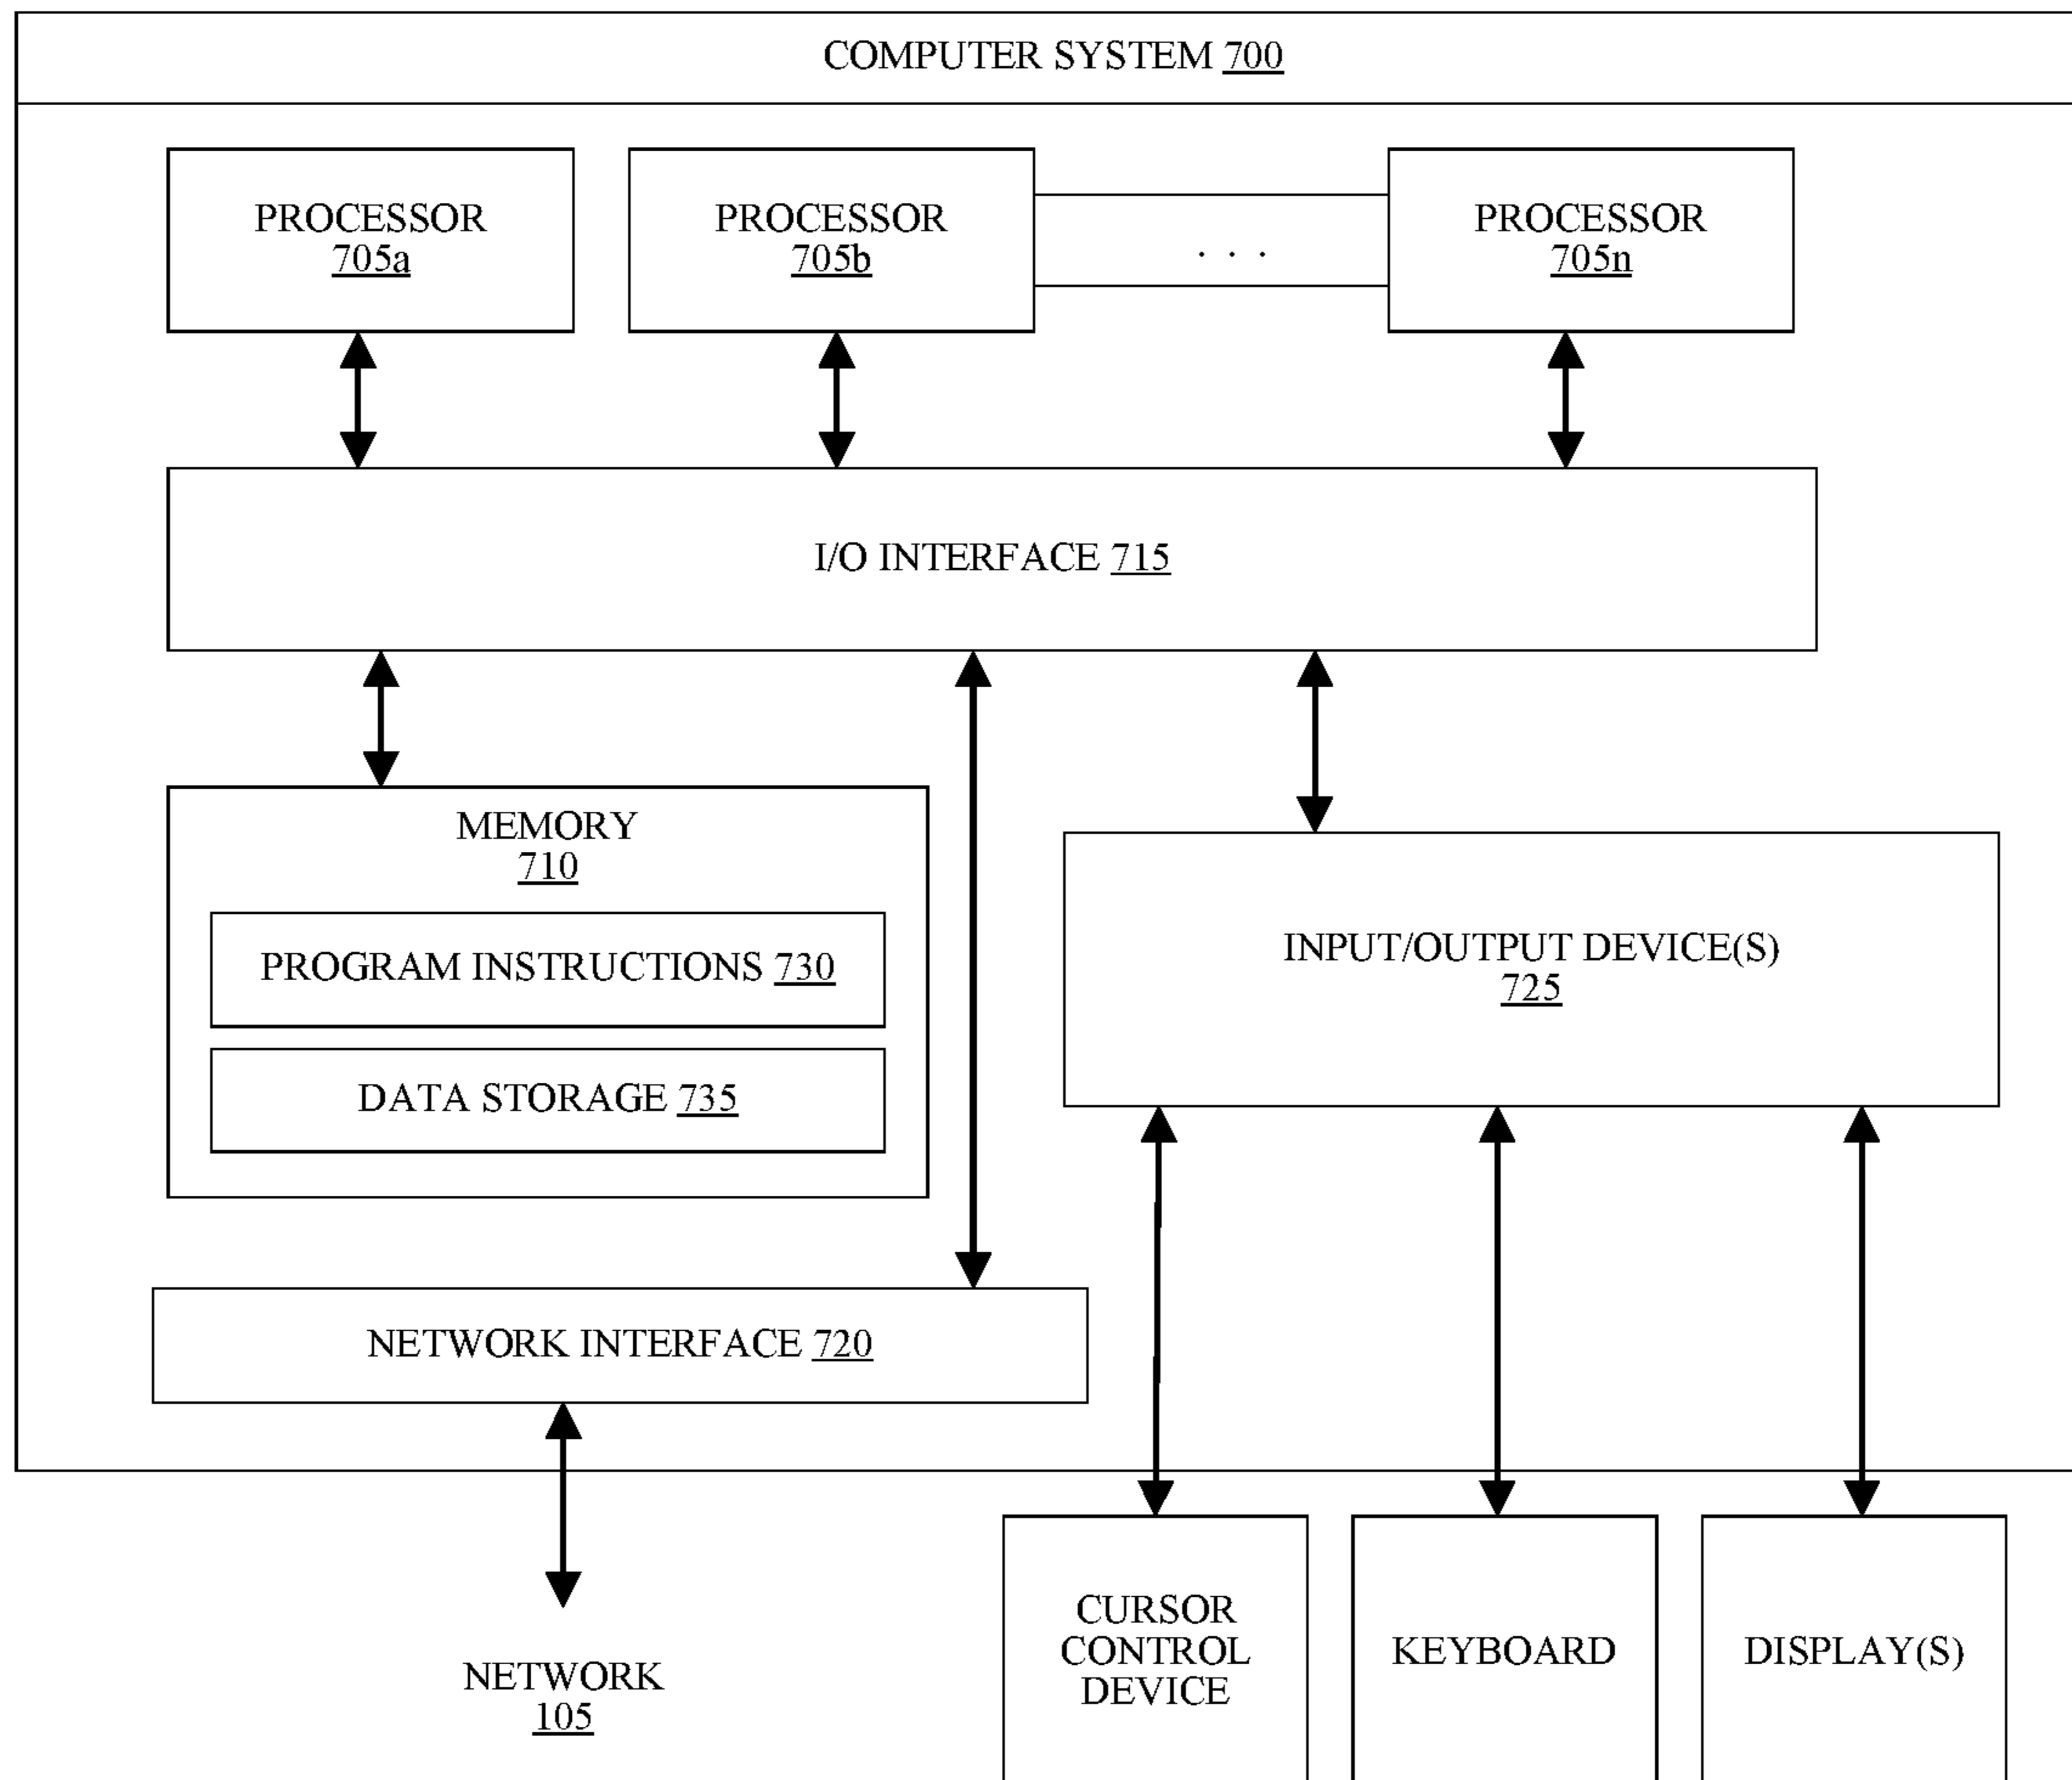 COMPUTER SYSTEM 700
PROCESSOR
705a
PROCESSOR
705b
. . .
PROCESSOR
705n
I/O INTERFACE 715
MEMORY
710
PROGRAM INSTRUCTIONS 730
DATA STORAGE 735
INPUT/OUTPUT DEVICE(S)
725
NETWORK INTERFACE 720
NETWORK
105
CURSOR
CONTROL
DEVICE
KEYBOARD
DISPLAY(S)